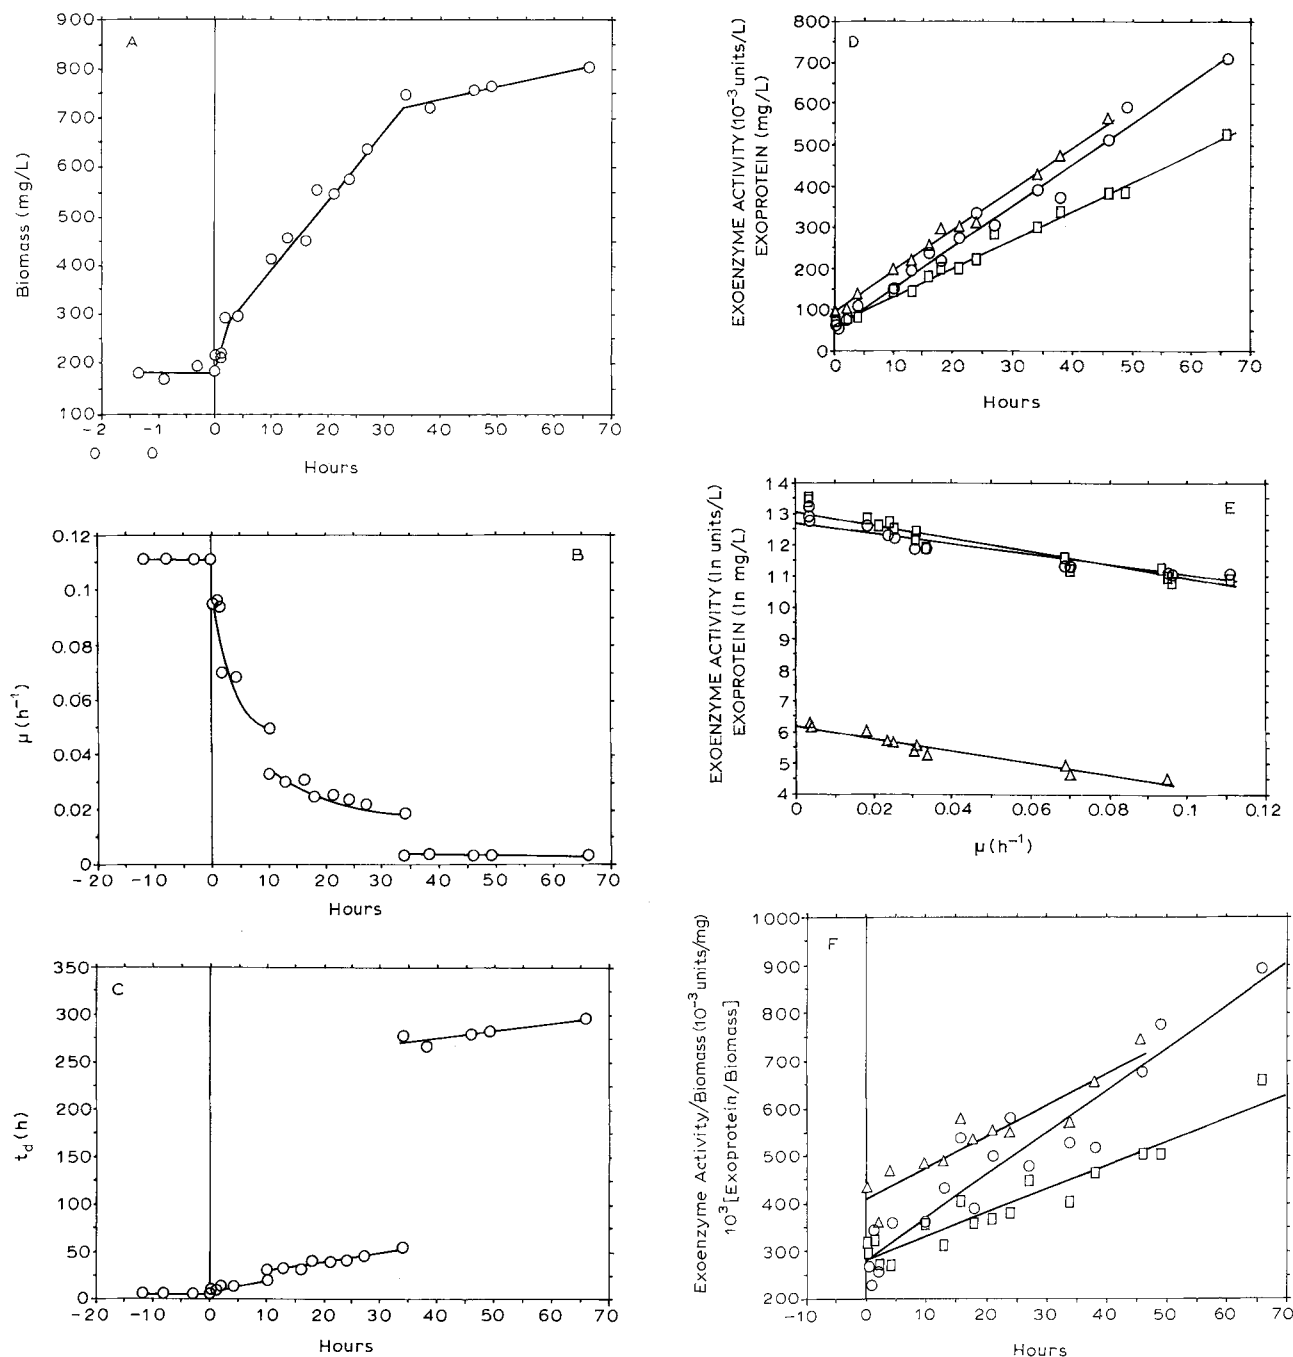 A
900
800
700
600
500
400
300
200
100
Biomass (mg/L)
-2 -1 0 10 20 30 40 50 60 70
0 0
Hours
B
0.12
0.1
0.08
0.06
0.04
0.02
0
µ (h⁻¹)
-20 -10 0 10 20 30 40 50 60 70
Hours
C
350
300
250
200
150
100
50
0
t_d (h)
-20 -10 0 10 20 30 40 50 60 70
Hours
D
800
700
600
500
400
300
200
100
0
EXOENZYME ACTIVITY (10⁻³ units/L)
EXOPROTEIN (mg/L)
0 10 20 30 40 50 60 70
Hours
E
14
13
12
11
10
9
8
7
6
5
4
EXOENZYME ACTIVITY (ln units/L)
EXOPROTEIN (ln mg/L)
0 0.02 0.04 0.06 0.08 0.1 0.12
µ (h⁻¹)
F
1000
900
800
700
600
500
400
300
200
Exoenzyme Activity/Biomass (10⁻³ units/mg)
10³ [Exoprotein/Biomass]
-10 0 10 20 30 40 50 60 70
Hours